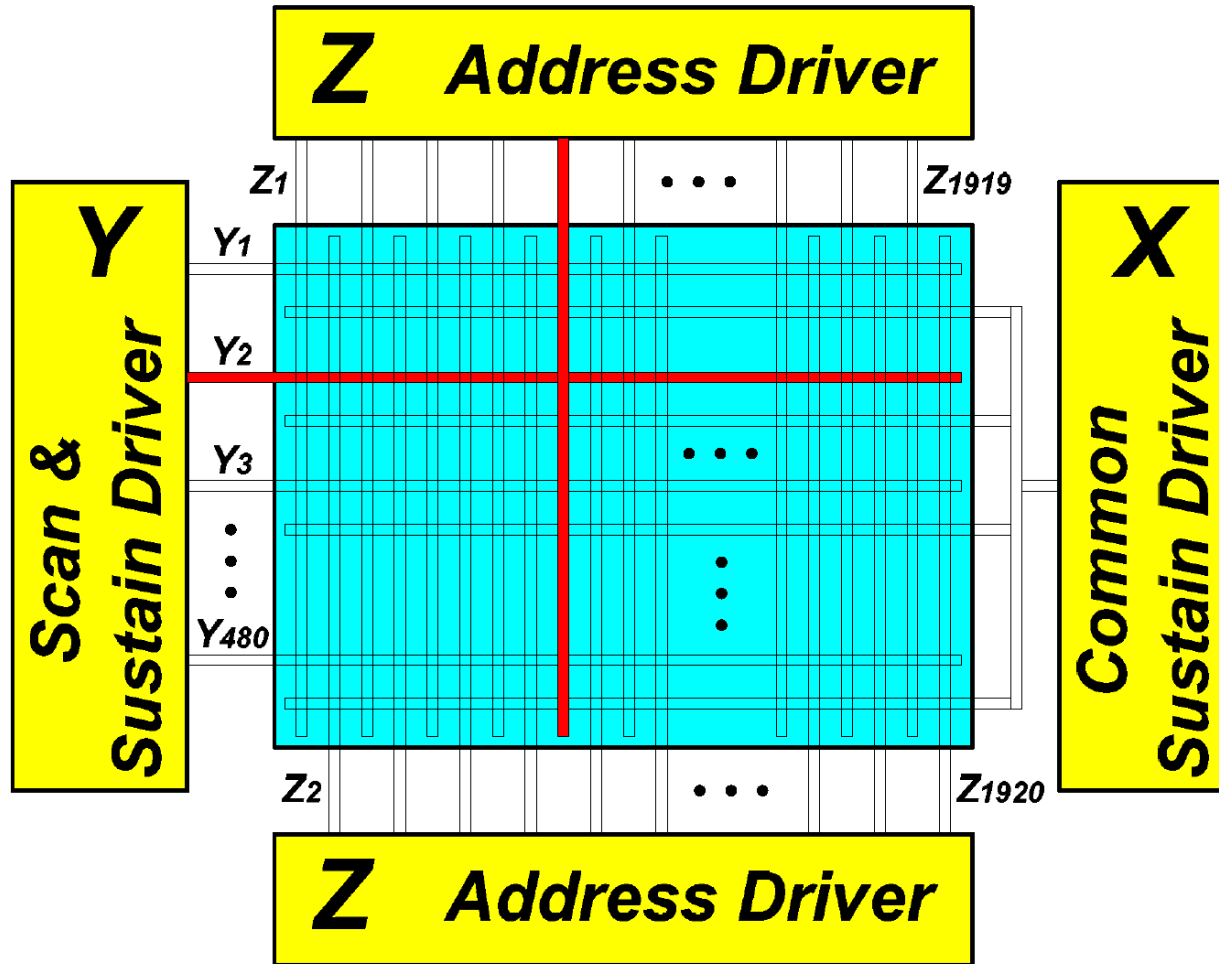 Z Address Driver
Z1
• • •
Z1919
Y
Scan &
Sustain Driver
Y1
Y2
Y3
Y480
X
Common
Sustain Driver
Z2
• • •
Z1920
Z Address Driver